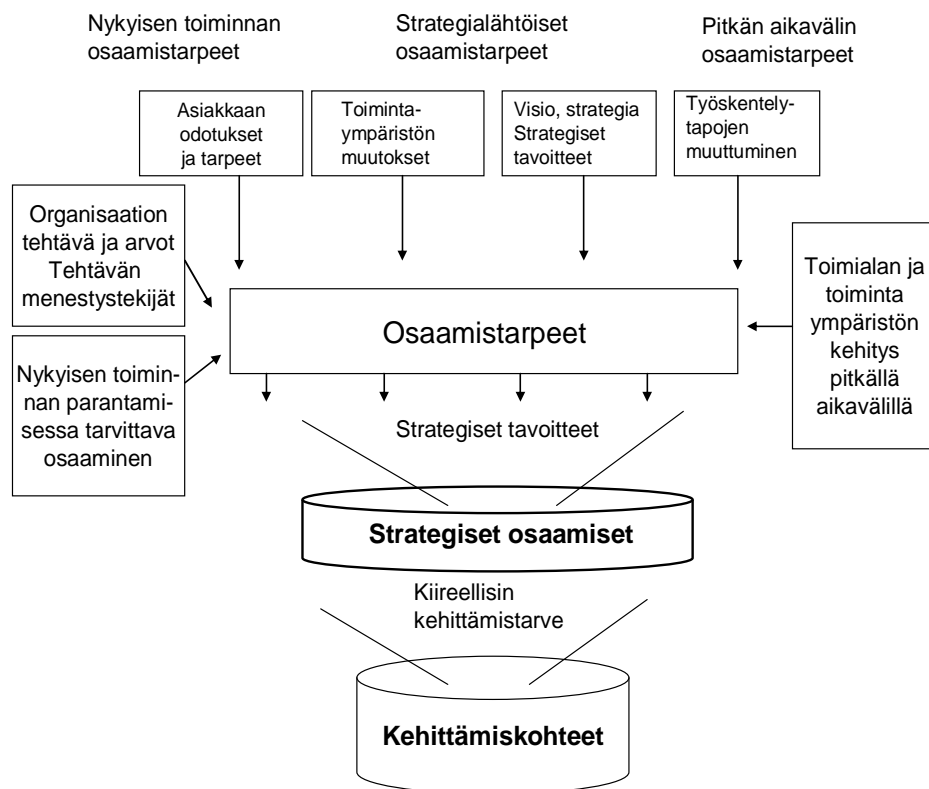 Nykyisen toiminnan
osaamistarpeet
Strategialähtöiset
osaamistarpeet
Pitkän aikavälin
osaamistarpeet
Asiakkaan
odotukset
ja tarpeet
Toiminta-
ympäristön
muutokset
Visio, strategia
Strategiset
tavoitteet
Työskentely-
tapojen
muuttuminen
Organisaation
tehtävä ja arvot
Tehtävän
menestystekijät
Nykyisen toimin-
nan parantami-
sessa tarvittava
osaaminen
Osaamistarpeet
Toimialan ja
toiminta
ympäristön
kehitys
pitkällä
aikavälillä
Strategiset tavoitteet
Strategiset osaamiset
Kiireellisin
kehittämistarve
Kehittämiskohteet